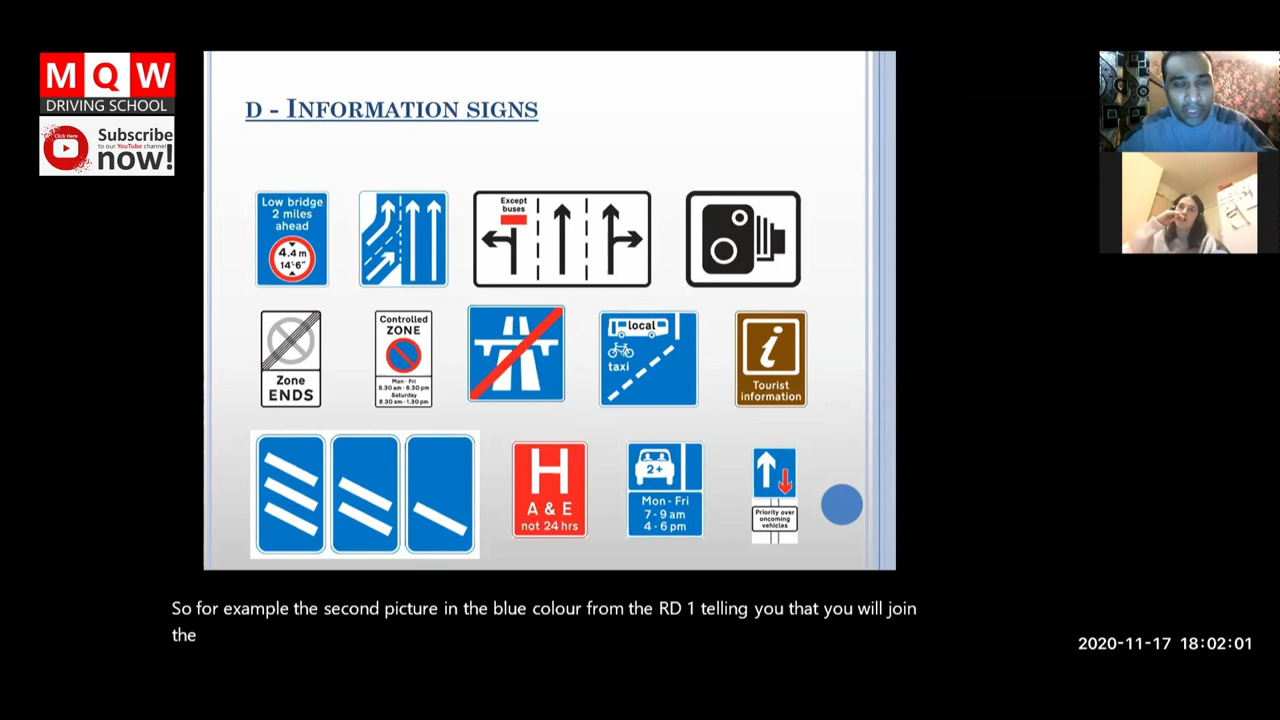 MQW
DRIVING SCHOOL
Click Here
Subscribe
to our YouTube channel
now!
D - INFORMATION SIGNS
Low bridge
2 miles
ahead
4.4 m
14'-6"
Except
buses
Zone
ENDS
Controlled
ZONE
Mon - Fri
8.30 am - 6.30 pm
Saturday
8.30 am - 1.30 pm
local
taxi
i
Tourist
information
H
A & E
not 24 hrs
2+
Mon - Fri
7 - 9 am
4 - 6 pm
Priority over
oncoming
vehicles
So for example the second picture in the blue colour from the RD 1 telling you that you will join
the
2020-11-17 18:02:01